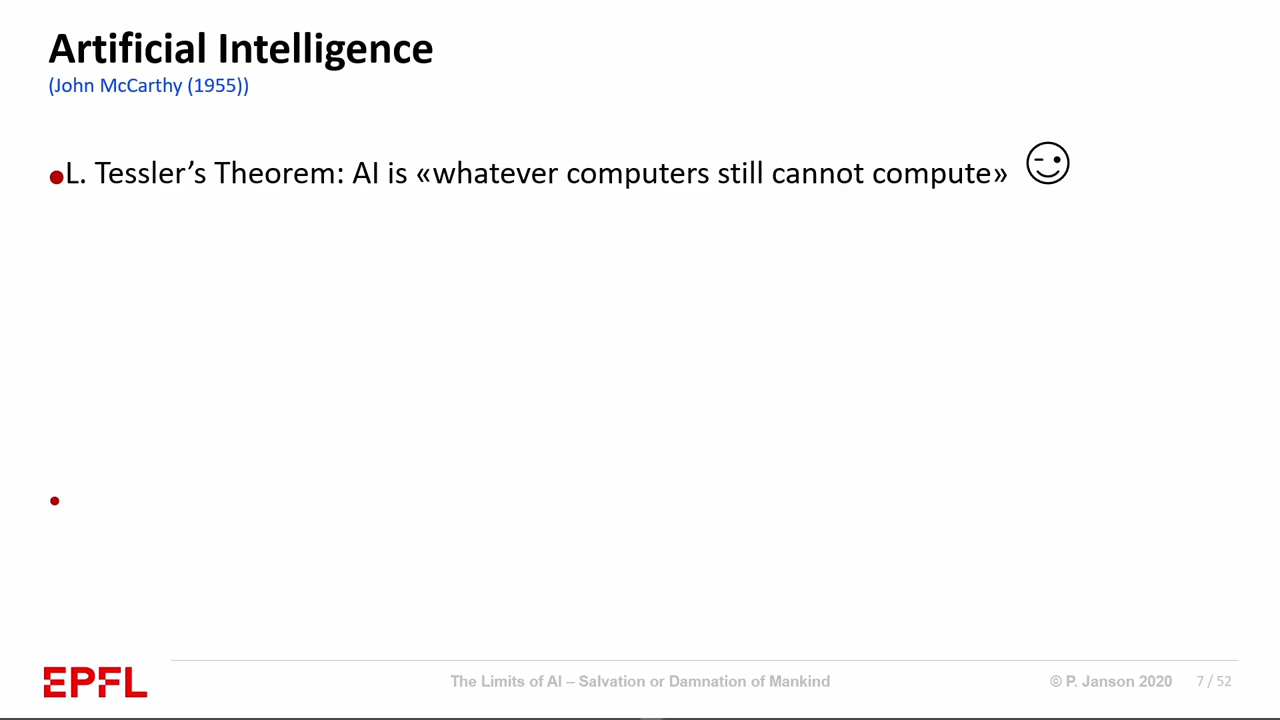 Artificial Intelligence
(John McCarthy (1955))
•L. Tessler’s Theorem: AI is «whatever computers still cannot compute»
•
EPFL
The Limits of AI – Salvation or Damnation of Mankind
© P. Janson 2020
7 / 52